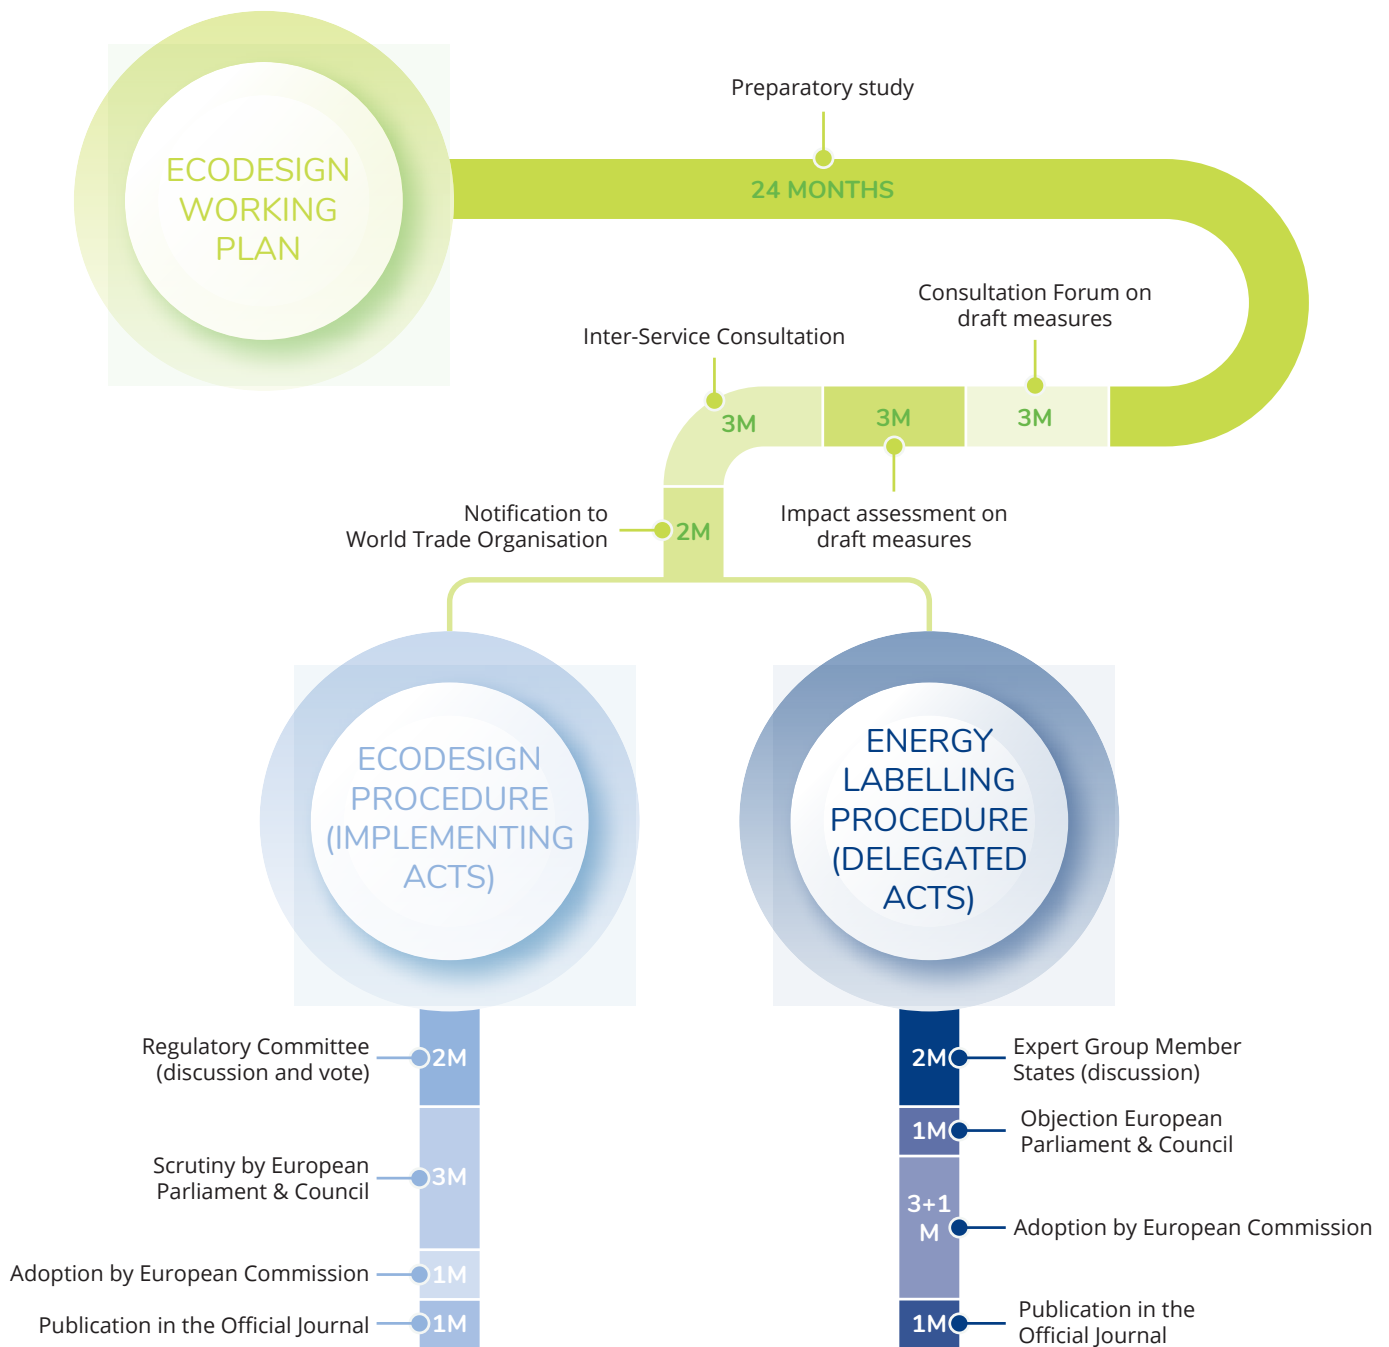 ECODESIGN
WORKING
PLAN
Preparatory study
24 MONTHS
Consultation Forum on
draft measures
3M
Impact assessment on
draft measures
3M
Inter-Service Consultation
3M
Notification to
World Trade Organisation
2M
ECODESIGN
PROCEDURE
(IMPLEMENTING
ACTS)
Regulatory Committee
(discussion and vote)
2M
Scrutiny by European
Parliament & Council
3M
Adoption by European Commission
1M
Publication in the Official Journal
1M
ENERGY
LABELLING
PROCEDURE
(DELEGATED
ACTS)
2M
Expert Group Member
States (discussion)
1M
Objection European
Parliament & Council
3+1
M
Adoption by European Commission
1M
Publication in the
Official Journal